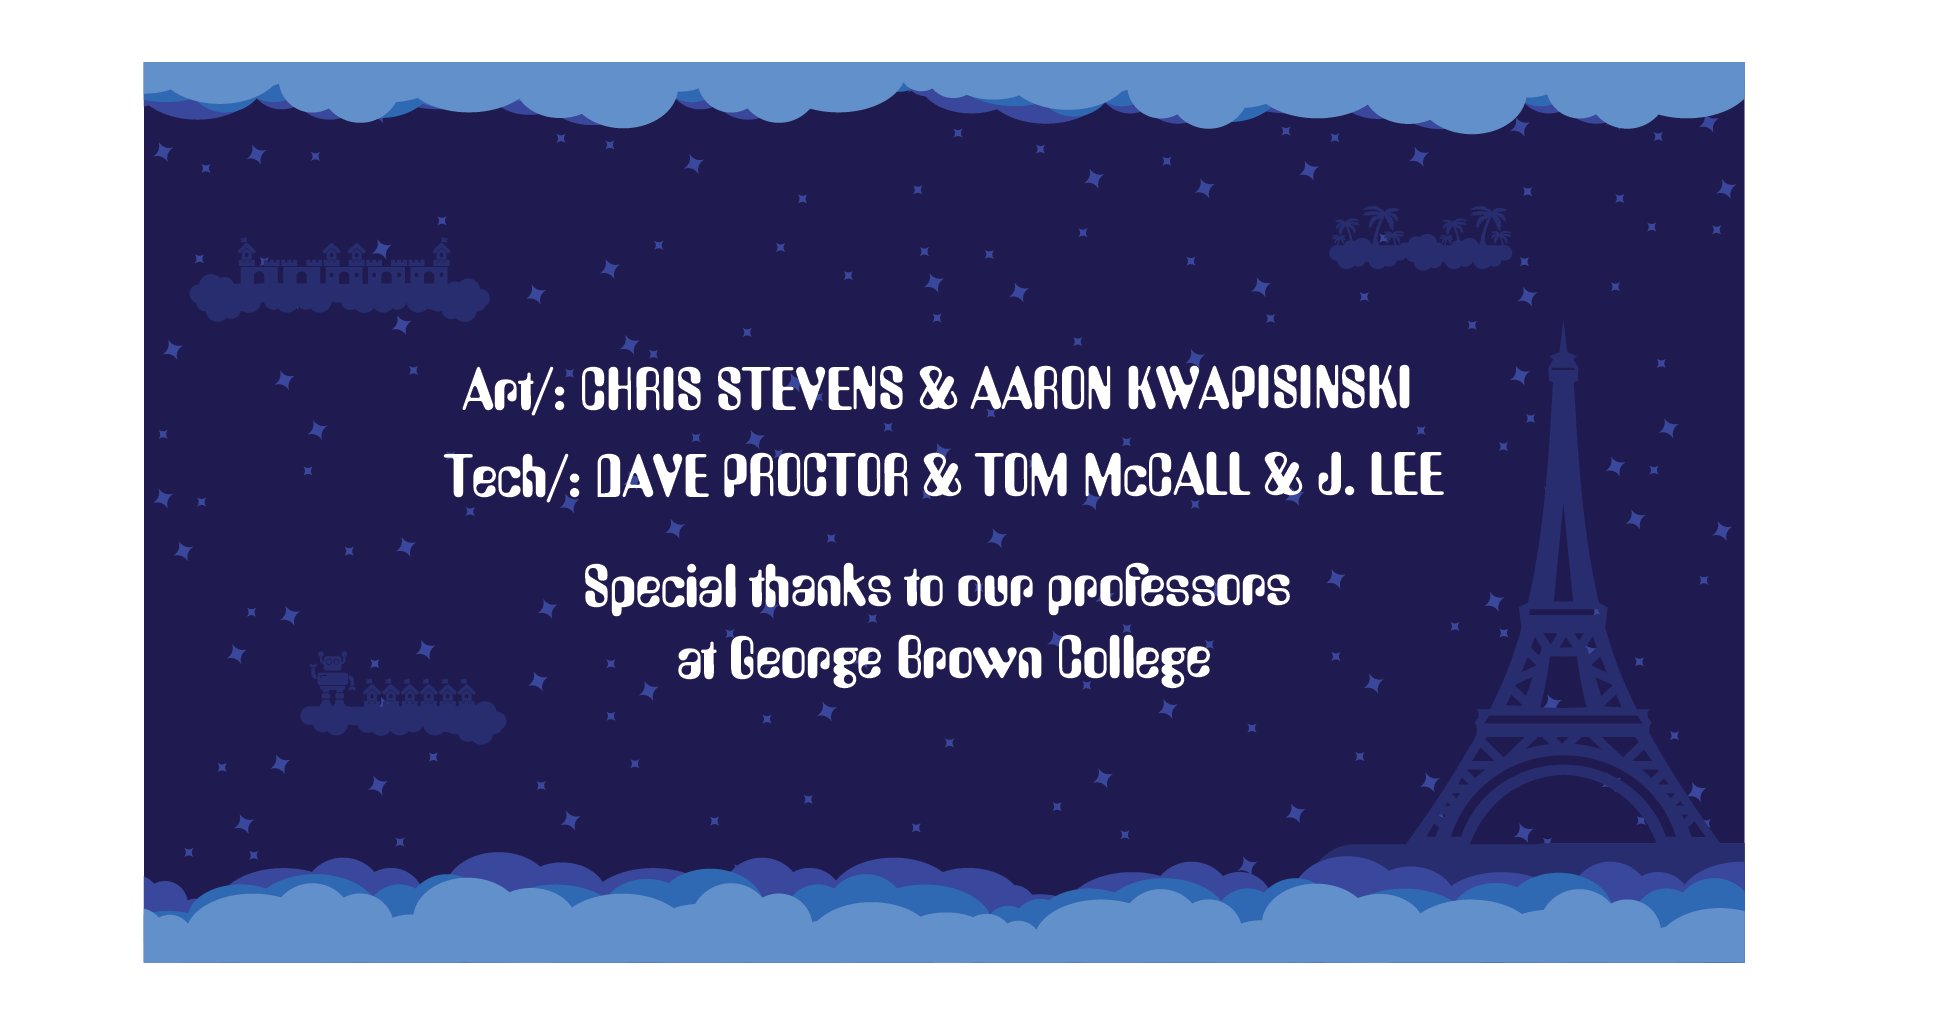 Art/: CHRIS STEVENS & AARON KWAPISINSKI
Tech/: DAVE PROCTOR & TOM McCALL & J. LEE
Special thanks to our professors
at George Brown College